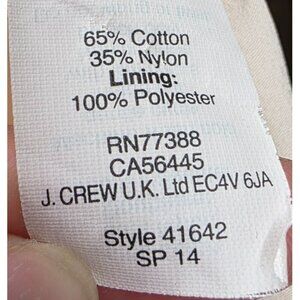 65% Cotton
35% Nylon
Lining:
100% Polyester
RN77388
CA56445
J. CREW U.K. Ltd EC4V 6JA
Style 41642
SP 14